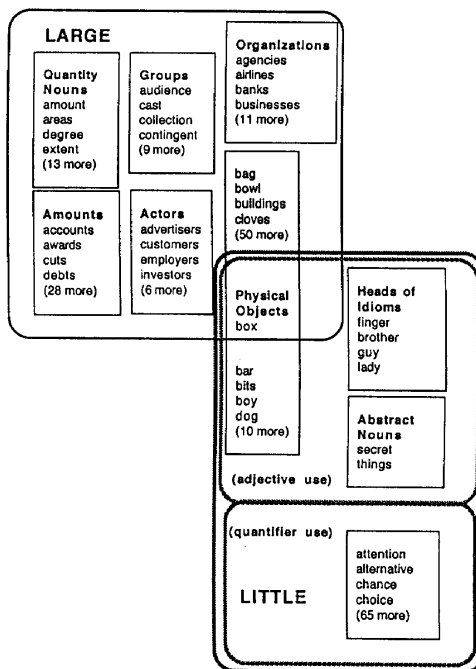 LARGE
Quantity
Nouns
amount
areas
degree
extent
(13 more)
Groups
audience
cast
collection
contingent
(9 more)
Organizations
agencies
airlines
banks
businesses
(11 more)
Amounts
accounts
awards
cuts
debts
(28 more)
Actors
advertisers
customers
employers
investors
(6 more)
bag
bowl
buildings
cloves
(50 more)
Physical
Objects
box
bar
bits
boy
dog
(10 more)
Heads of
Idioms
finger
brother
guy
lady
Abstract
Nouns
secret
things
(adjective use)
(quantifier use)
attention
alternative
chance
choice
(65 more)
LITTLE